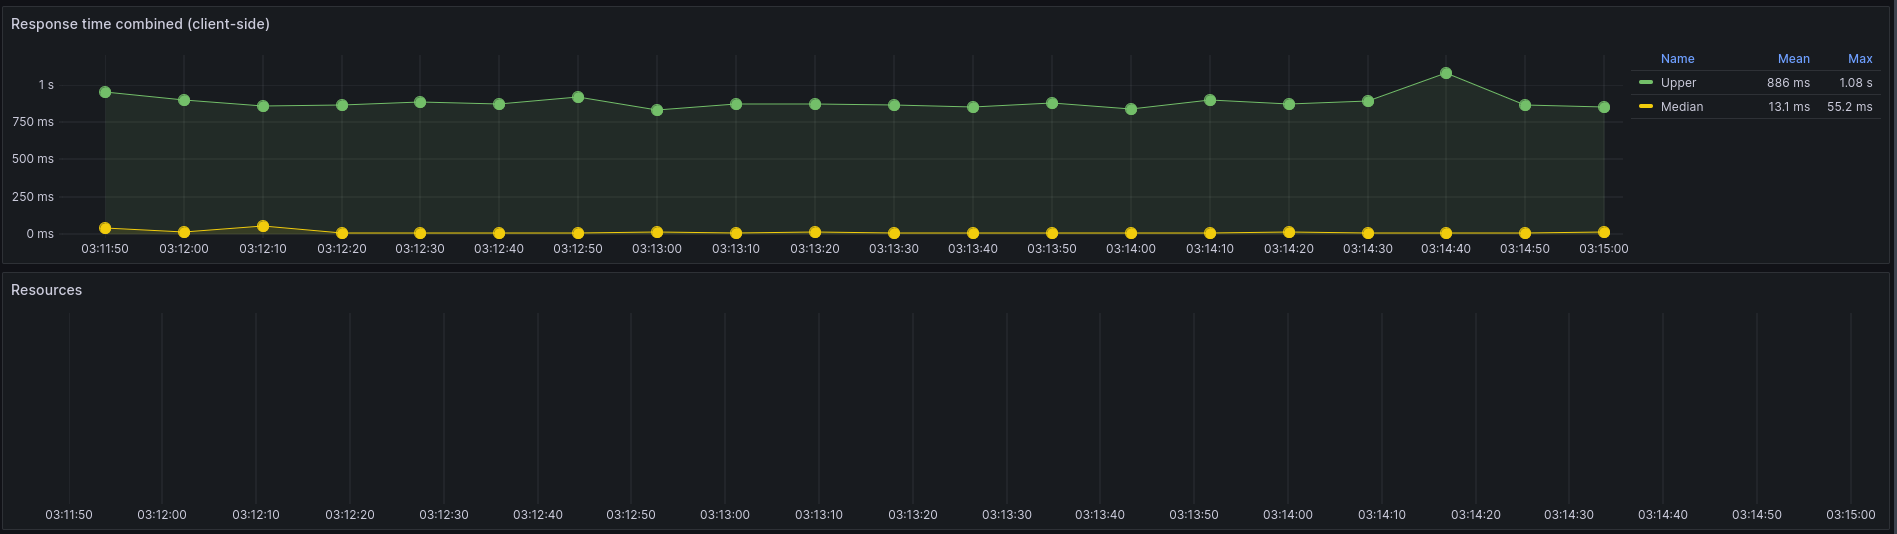 Response time combined (client-side)
1 s
750 ms
500 ms
250 ms
0 ms
03:11:50 03:12:00 03:12:10 03:12:20 03:12:30 03:12:40 03:12:50 03:13:00 03:13:10 03:13:20 03:13:30 03:13:40 03:13:50 03:14:00 03:14:10 03:14:20 03:14:30 03:14:40 03:14:50 03:15:00
Name Mean Max
Upper 886 ms 1.08 s
Median 13.1 ms 55.2 ms
Resources
03:11:50 03:12:00 03:12:10 03:12:20 03:12:30 03:12:40 03:12:50 03:13:00 03:13:10 03:13:20 03:13:30 03:13:40 03:13:50 03:14:00 03:14:10 03:14:20 03:14:30 03:14:40 03:14:50 03:15:00